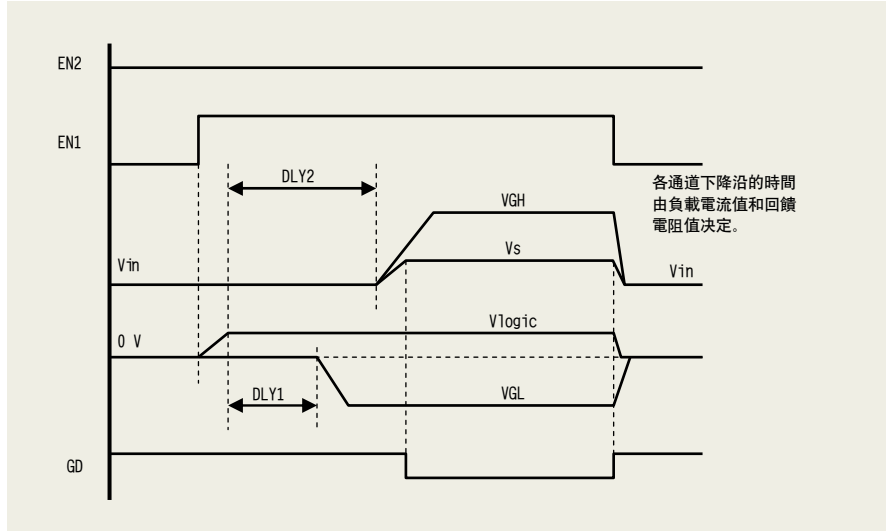 EN2
EN1
DLY2
各通道下降沿的時間
由負載電流值和回饋
電阻值決定。
VGH
Vs
Vin
Vin
Vlogic
0 V
DLY1
VGL
GD